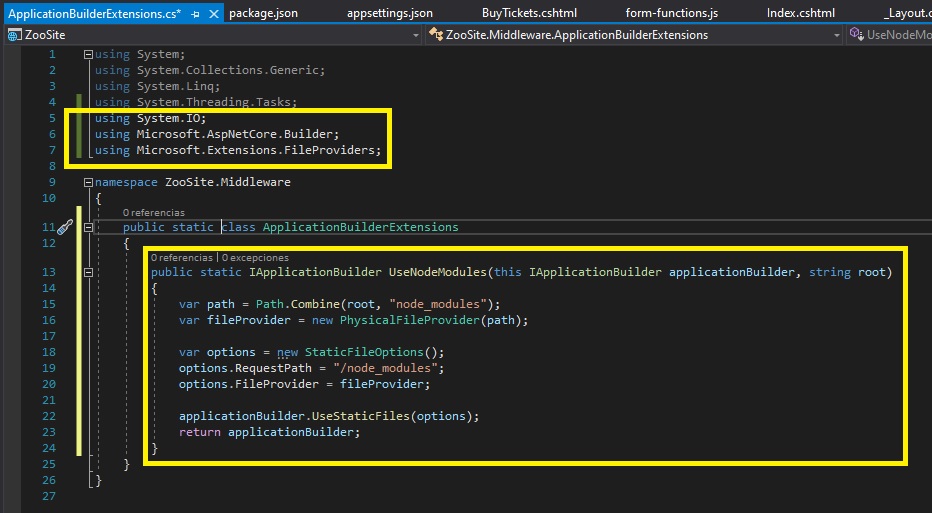 ApplicationBuilderExtensions.cs* package.json appsettings.json BuyTickets.cshtml form-functions.js Index.cshtml _Layout.c
ZooSite ZooSite.Middleware.ApplicationBuilderExtensions UseNodeMo
1 using System;
2 using System.Collections.Generic;
3 using System.Linq;
4 using System.Threading.Tasks;
5 using System.IO;
6 using Microsoft.AspNetCore.Builder;
7 using Microsoft.Extensions.FileProviders;
8
9 namespace ZooSite.Middleware
10 {
0 referencias
11 public static class ApplicationBuilderExtensions
12 {
0 referencias | 0 excepciones
13 public static IApplicationBuilder UseNodeModules(this IApplicationBuilder applicationBuilder, string root)
14 {
15 var path = Path.Combine(root, "node_modules");
16 var fileProvider = new PhysicalFileProvider(path);
17
18 var options = new StaticFileOptions();
19 options.RequestPath = "/node_modules";
20 options.FileProvider = fileProvider;
21
22 applicationBuilder.UseStaticFiles(options);
23 return applicationBuilder;
24 }
25 }
26 }
27